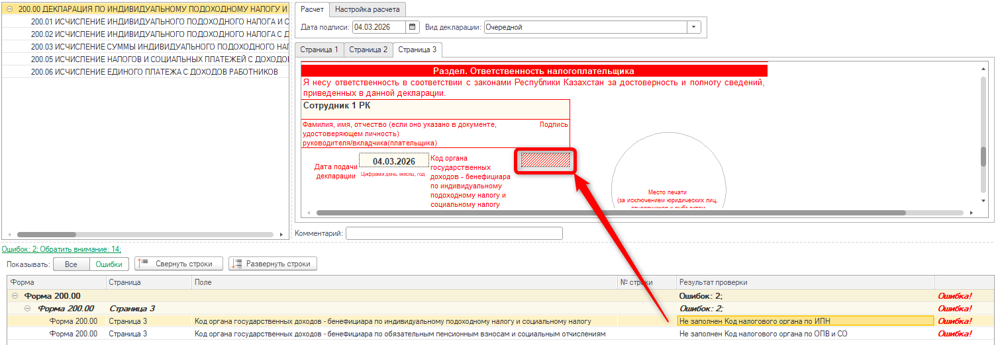 200.00 ДЕКЛАРАЦИЯ ПО ИНДИВИДУАЛЬНОМУ ПОДОХОДНОМУ НАЛОГУ И
200.01 ИСЧИСЛЕНИЕ ИНДИВИДУАЛЬНОГО ПОДОХОДНОГО НАЛОГА И С
200.02 ИСЧИСЛЕНИЕ ИНДИВИДУАЛЬНОГО ПОДОХОДНОГО НАЛОГА С Д
200.03 ИСЧИСЛЕНИЕ СУММЫ ИНДИВИДУАЛЬНОГО ПОДОХОДНОГО НАЛ
200.05 ИСЧИСЛЕНИЕ НАЛОГОВ И СОЦИАЛЬНЫХ ПЛАТЕЖЕЙ С ДОХОДО
200.06 ИСЧИСЛЕНИЕ ЕДИНОГО ПЛАТЕЖА С ДОХОДОВ РАБОТНИКОВ
Расчет Настройка расчета
Дата подписи: 04.03.2026 Вид декларации: Очередной
Страница 1 Страница 2 Страница 3
Раздел. Ответственность налогоплательщика
Я несу ответственность в соответствии с законами Республики Казахстан за достоверность и полноту сведений,
приведенных в данной декларации.
Сотрудник 1 РК
Фамилия, имя, отчество (если оно указано в документе, Подпись
удостоверяющем личность)
руководителя/вкладчика(плательщика)
Дата подачи
декларации
04.03.2026
Цифрами день, месяц, год
Код органа
государственных
доходов - бенефициара
по индивидуальному
подоходному налогу и
социальному налогу
Место печати
(за исключением юридических лиц,
относящихся к субъектам
Комментарий:
Ошибок: 2; Обратить внимание: 14;
Показывать: Все Ошибки Свернуть строки Развернуть строки
Форма Страница Поле № строки Результат проверки
Форма 200.00 Ошибок: 2; Ошибка!
Форма 200.00 Страница 3 Ошибок: 2; Ошибка!
Форма 200.00 Страница 3 Код органа государственных доходов - бенефициара по индивидуальному подоходному налогу и социальному налогу Не заполнен Код налогового органа по ИПН Ошибка!
Форма 200.00 Страница 3 Код органа государственных доходов - бенефициара по обязательным пенсионным взносам и социальным отчислениям Не заполнен Код налогового органа по ОПВ и СО Ошибка!